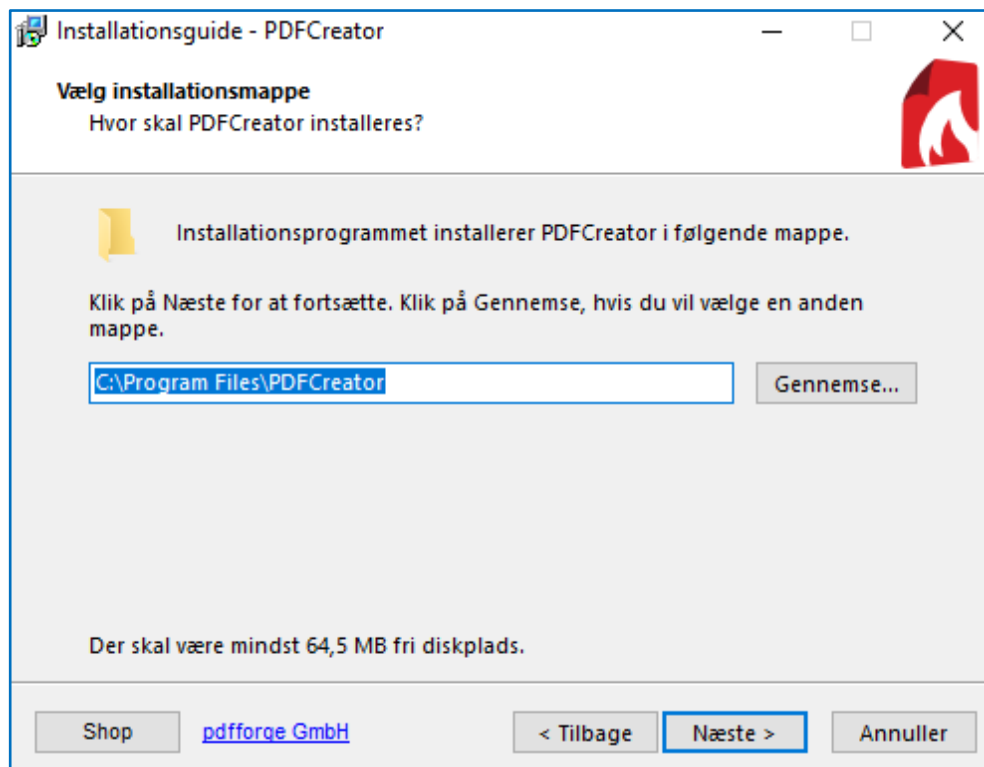 Installationsguide - PDFCreator
Vælg installationsmappe
Hvor skal PDFCreator installeres?
Installationsprogrammet installerer PDFCreator i følgende mappe.
Klik på Næste for at fortsætte. Klik på Gennemse, hvis du vil vælge en anden
mappe.
C:\Program Files\PDFCreator
Gennemse...
Der skal være mindst 64,5 MB fri diskplads.
Shop
pdfforge GmbH
< Tilbage
Næste >
Annuller